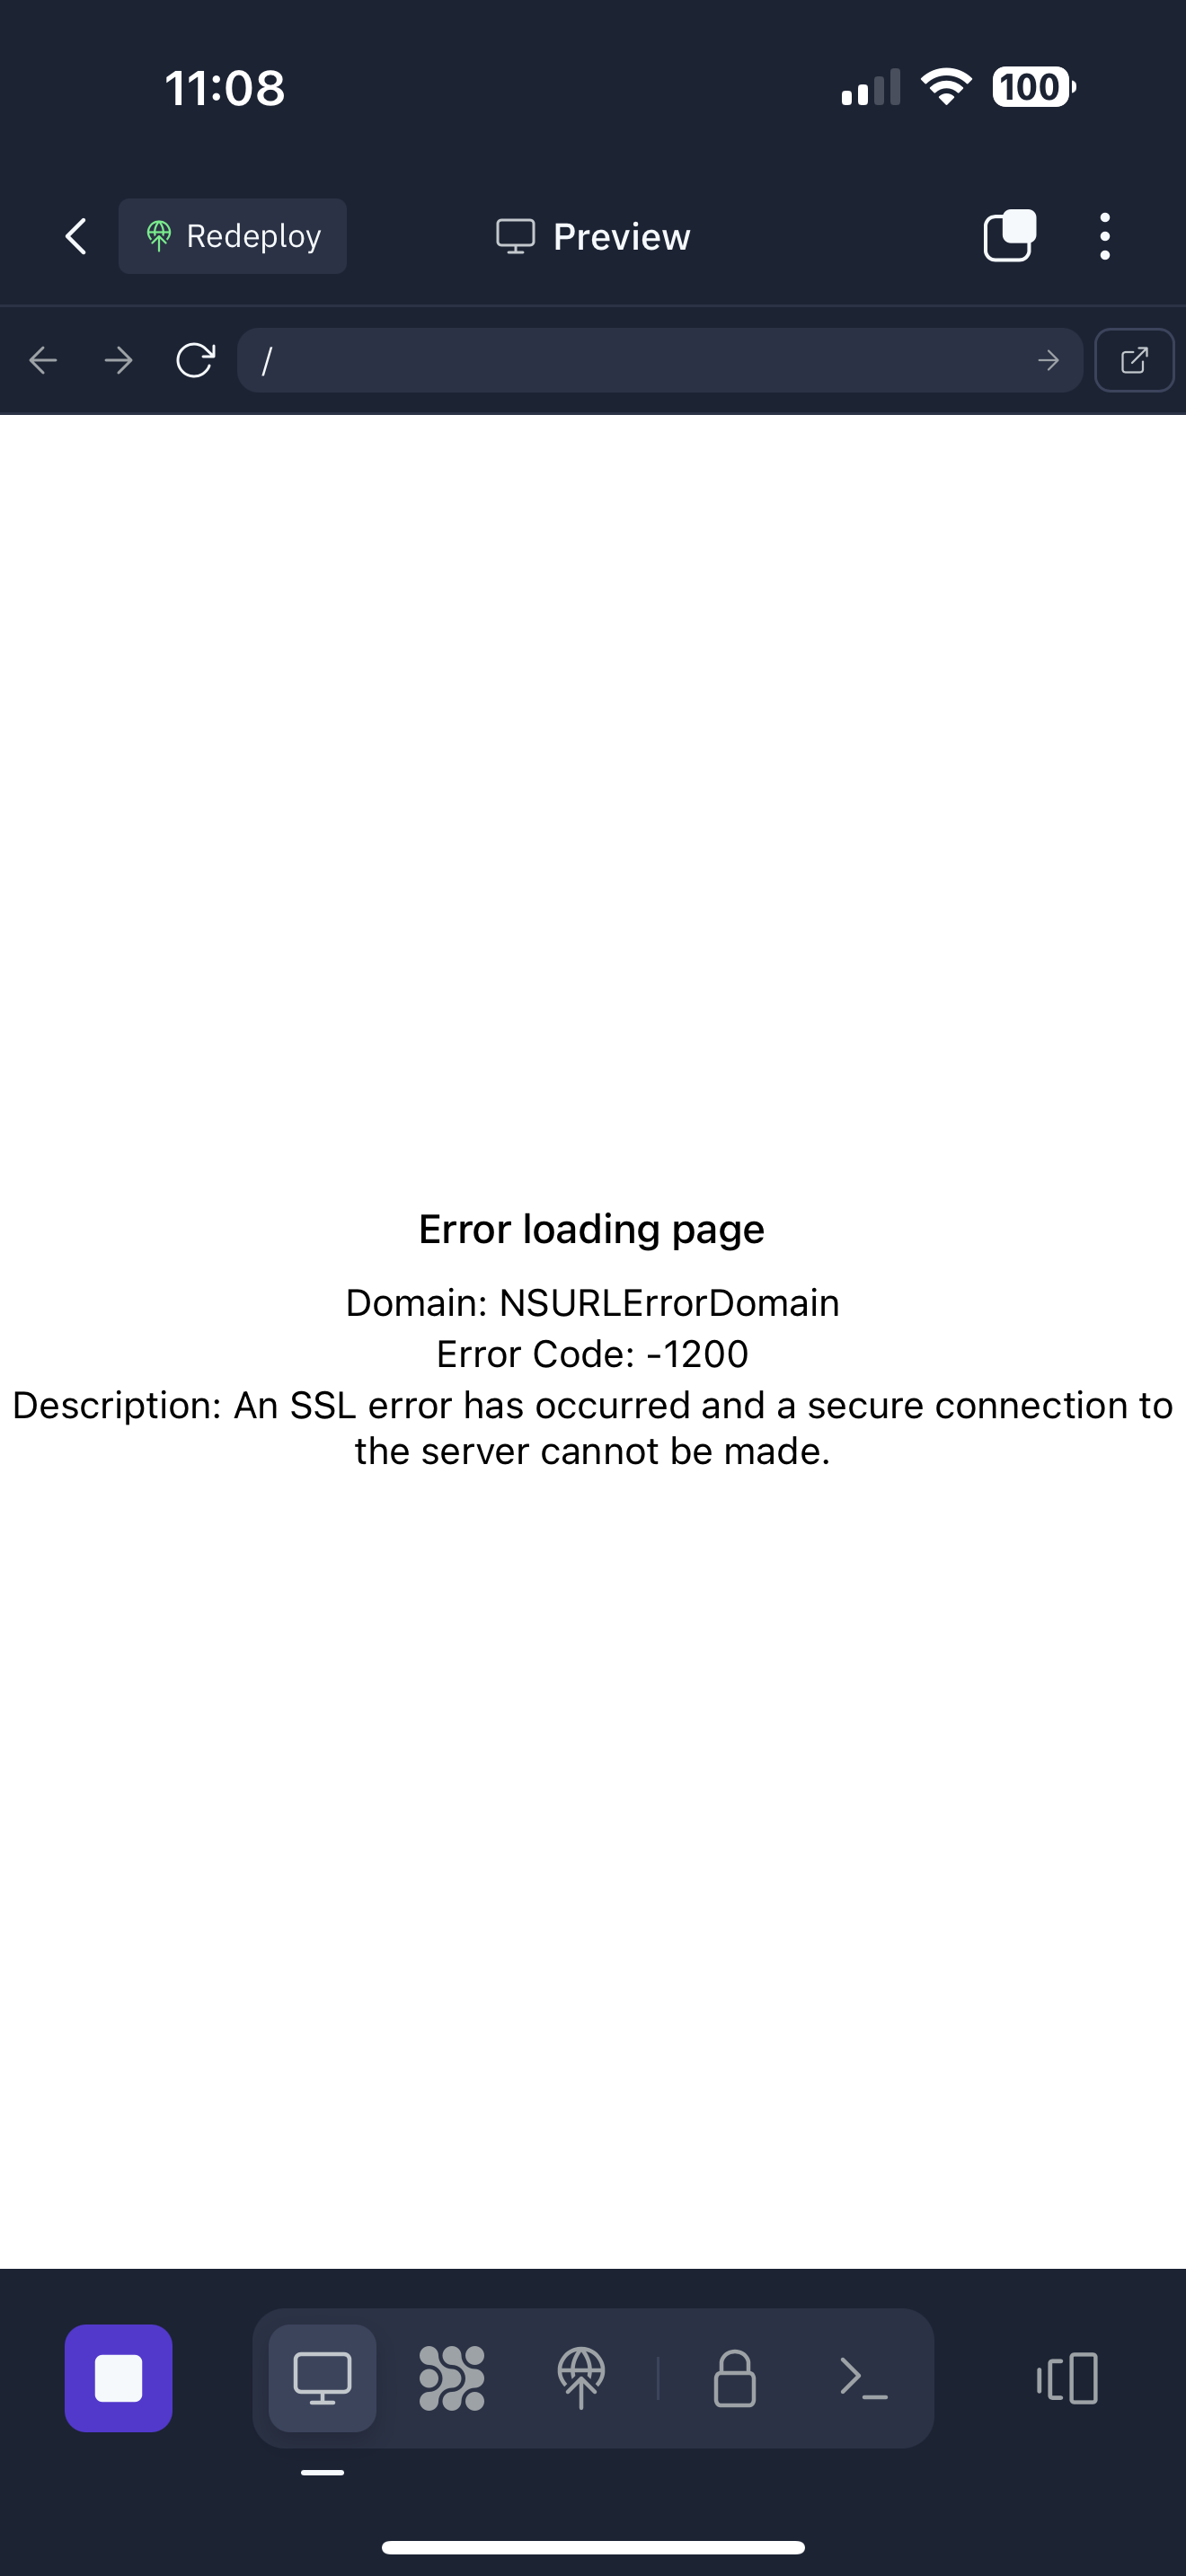 11:08
100
Redeploy
Preview
/
Error loading page
Domain: NSURLErrorDomain
Error Code: -1200
Description: An SSL error has occurred and a secure connection to
the server cannot be made.